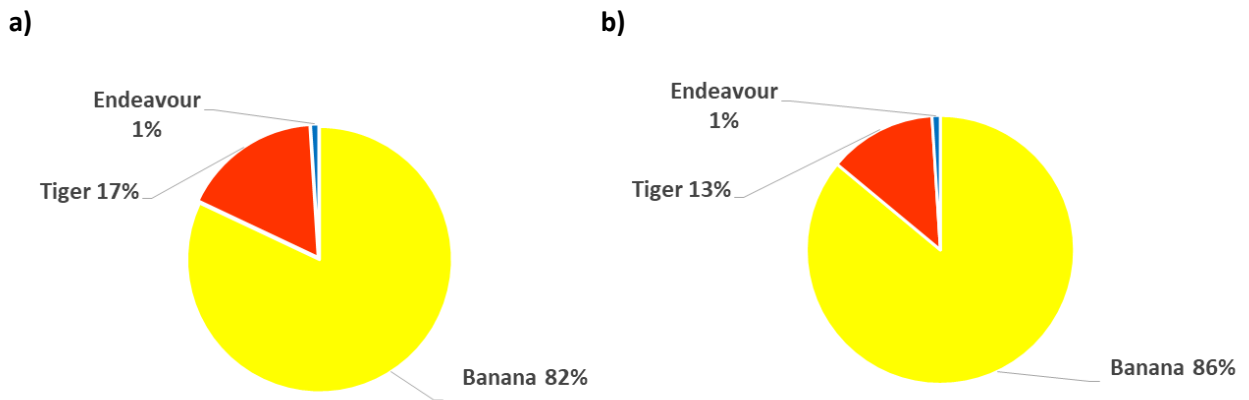 a)
Endeavour
1%
Tiger 17%
Banana 82%
b)
Endeavour
1%
Tiger 13%
Banana 86%